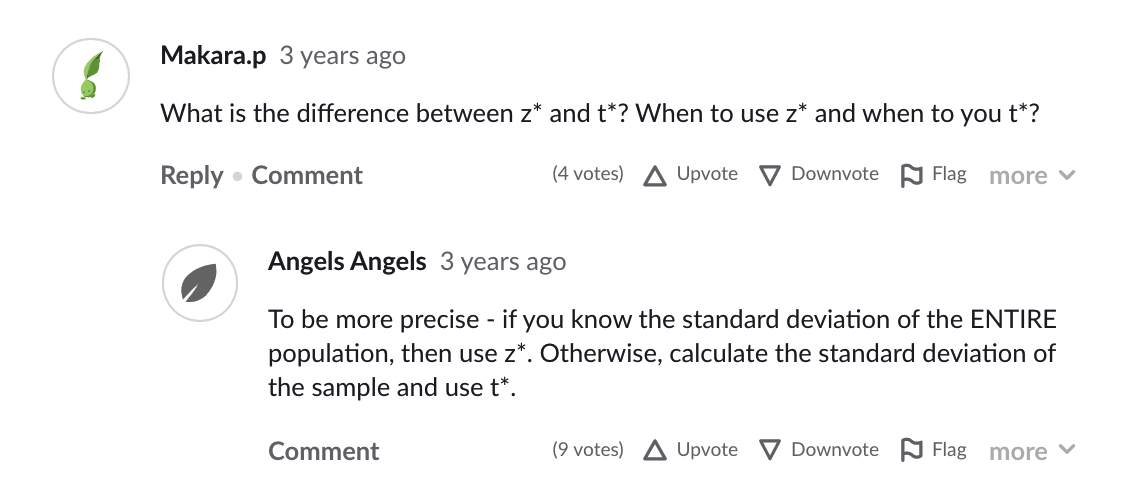 Makara.p 3 years ago
What is the difference between z* and t*? When to use z* and when to you t*?
Reply • Comment (4 votes) Upvote Downvote Flag more
Angels Angels 3 years ago
To be more precise - if you know the standard deviation of the ENTIRE
population, then use z*. Otherwise, calculate the standard deviation of
the sample and use t*.
Comment (9 votes) Upvote Downvote Flag more